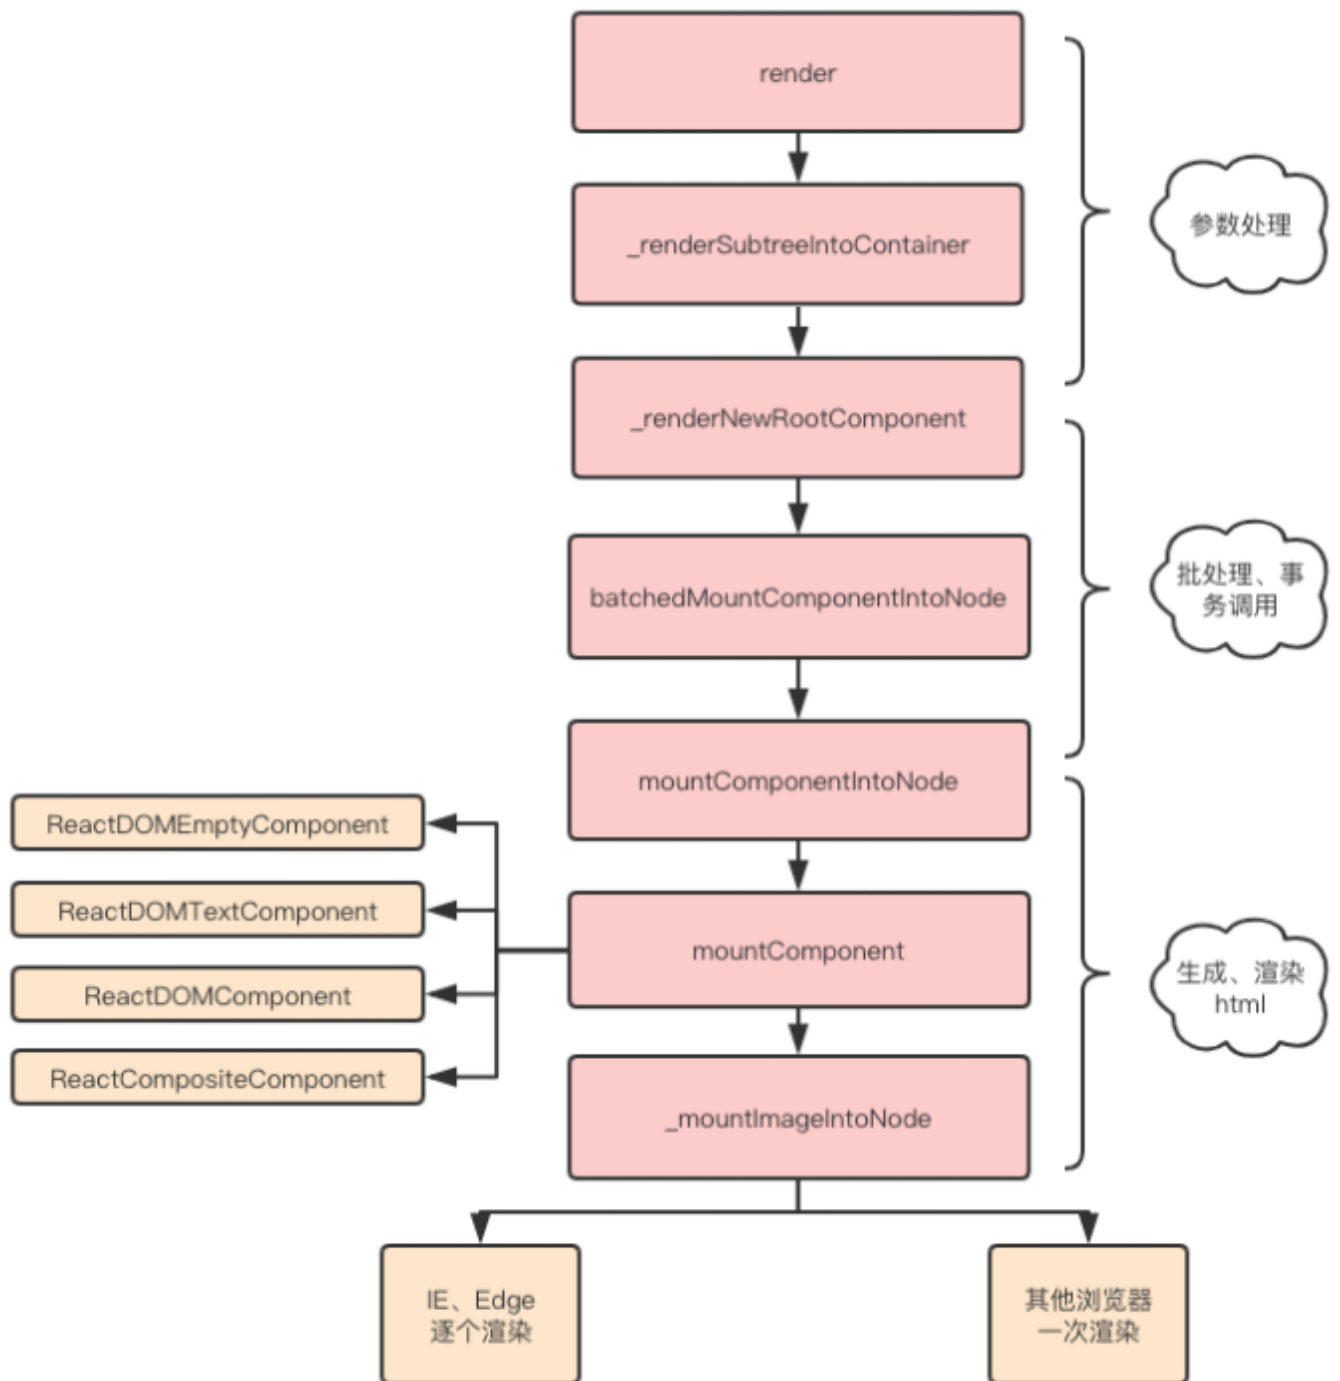 render
参数处理
_renderSubtreeIntoContainer
_renderNewRootComponent
批处理、事
务调用
batchedMountComponentIntoNode
mountComponentIntoNode
ReactDOMEmptyComponent
ReactDOMTextComponent
mountComponent
生成、渲染
html
ReactDOMComponent
ReactCompositeComponent
_mountImageIntoNode
IE、Edge
逐个渲染
其他浏览器
一次渲染